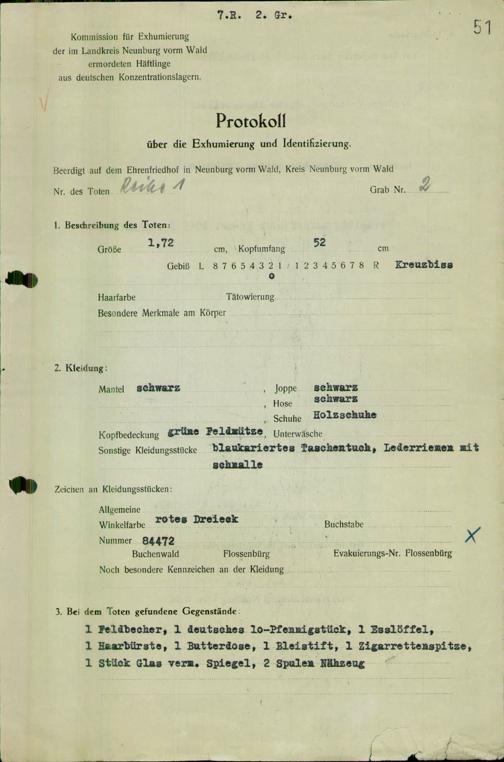 7.R. 2. Gr.
51
Kommission für Exhumierung
der im Landkreis Neunburg vorm Wald
ermordeten Häftlinge
aus deutschen Konzentrationslagern.
Protokoll
über die Exhumierung und Identifizierung.
Beerdigt auf dem Ehrenfriedhof in Neunburg vorm Wald, Kreis Neunburg vorm Wald
Nr. des Toten Reihe 1 Grab Nr. 2
1. Beschreibung des Toten:
Größe 1,72 cm, Kopfumfang 52 cm
Gebiß L 8 7 6 5 4 3 2 1 / 1 2 3 4 5 6 7 8 R Kreuzbiss
o
Haarfarbe Tätowierung
Besondere Merkmale am Körper
2. Kleidung:
Mantel schwarz , Joppe schwarz
, Hose schwarz
, Schuhe Holzschuhe
Kopfbedeckung grüne Feldmütze, Unterwäsche
Sonstige Kleidungsstücke blaukariertes Taschentuch, Lederriemen mit
schnalle
Zeichen an Kleidungsstücken:
Allgemeine
Winkelfarbe rotes Dreieck Buchstabe
Nummer 84472
Buchenwald Flossenbürg Evakuierungs-Nr. Flossenbürg
Noch besondere Kennzeichen an der Kleidung
3. Bei dem Toten gefundene Gegenstände:
1 Feldbecher, 1 deutsches 1o-Pfennigstück, 1 Esslöffel,
1 Haarbürste, 1 Butterdose, 1 Bleistift, 1 Zigarrettenspitze,
1 Stück Glas verm. Spiegel, 2 Spulen Nähzeug